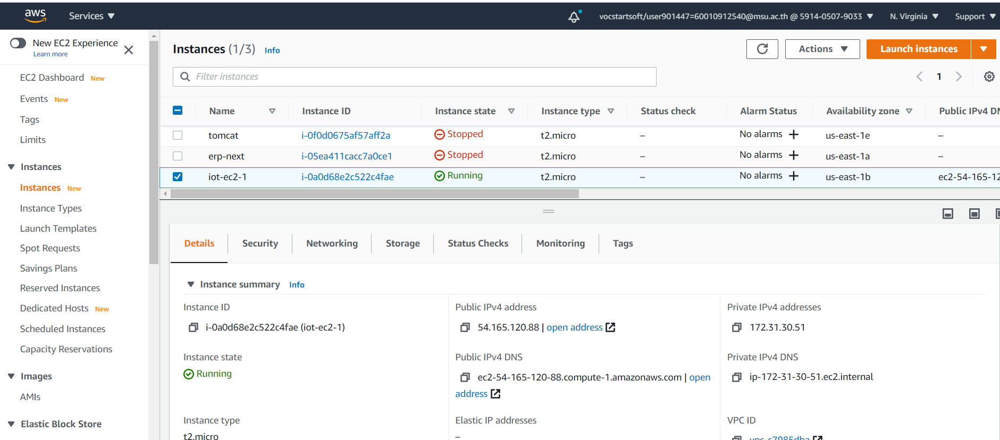 aws Services vocstartsoft/user901447=60010912540@msu.ac.th @ 5914-0507-9033 N. Virginia Support
New EC2 Experience
Learn more
EC2 Dashboard New
Events New
Tags
Limits
Instances
Instances New
Instance Types
Launch Templates
Spot Requests
Savings Plans
Reserved Instances
Dedicated Hosts New
Scheduled Instances
Capacity Reservations
Images
AMIs
Elastic Block Store
Instances (1/3) Info Actions Launch instances
Filter instances 1
Name Instance ID Instance state Instance type Status check Alarm Status Availability zone Public IPv4
tomcat i-0f0d0675af57aff2a Stopped t2.micro – No alarms + us-east-1e –
erp-next i-05ea411cacc7a0ce1 Stopped t2.micro – No alarms + us-east-1a –
iot-ec2-1 i-0a0d68e2c522c4fae Running t2.micro – No alarms + us-east-1b ec2-54-165-12
Details Security Networking Storage Status Checks Monitoring Tags
Instance summary Info
Instance ID Public IPv4 address Private IPv4 addresses
i-0a0d68e2c522c4fae (iot-ec2-1) 54.165.120.88 | open address 172.31.30.51
Instance state Public IPv4 DNS Private IPv4 DNS
Running ec2-54-165-120-88.compute-1.amazonaws.com | open ip-172-31-30-51.ec2.internal
address
Instance type Elastic IP addresses VPC ID
t2.micro – vpc-c7985dba